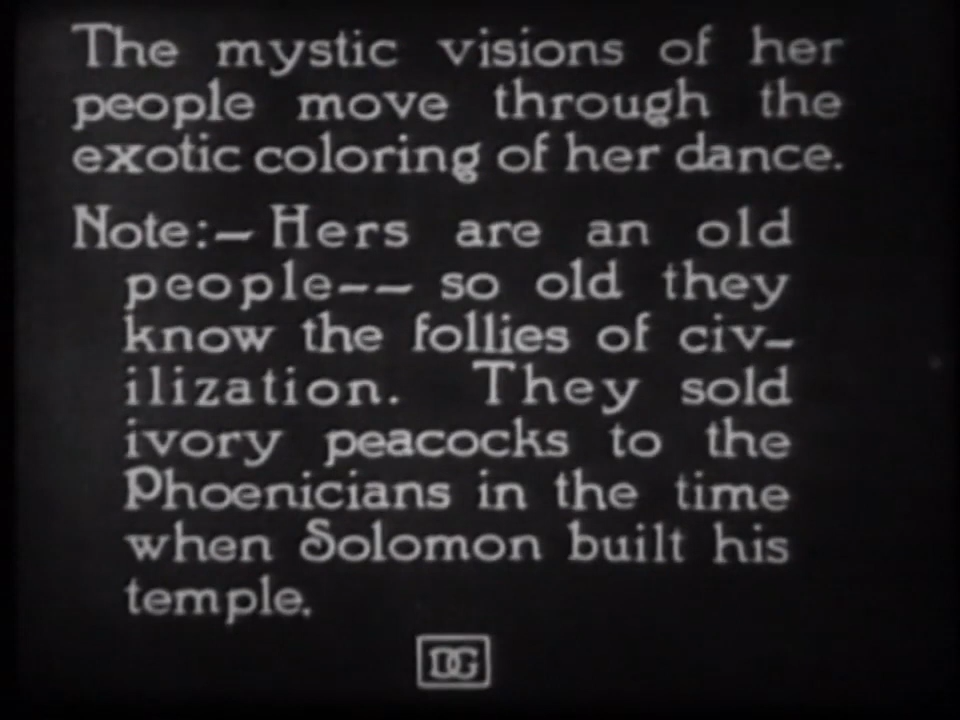 The mystic visions of her
people move through the
exotic coloring of her dance.
Note:— Hers are an old
people—— so old they
know the follies of civ-
ilization. They sold
ivory peacocks to the
Phoenicians in the time
when Solomon built his
temple.
DG